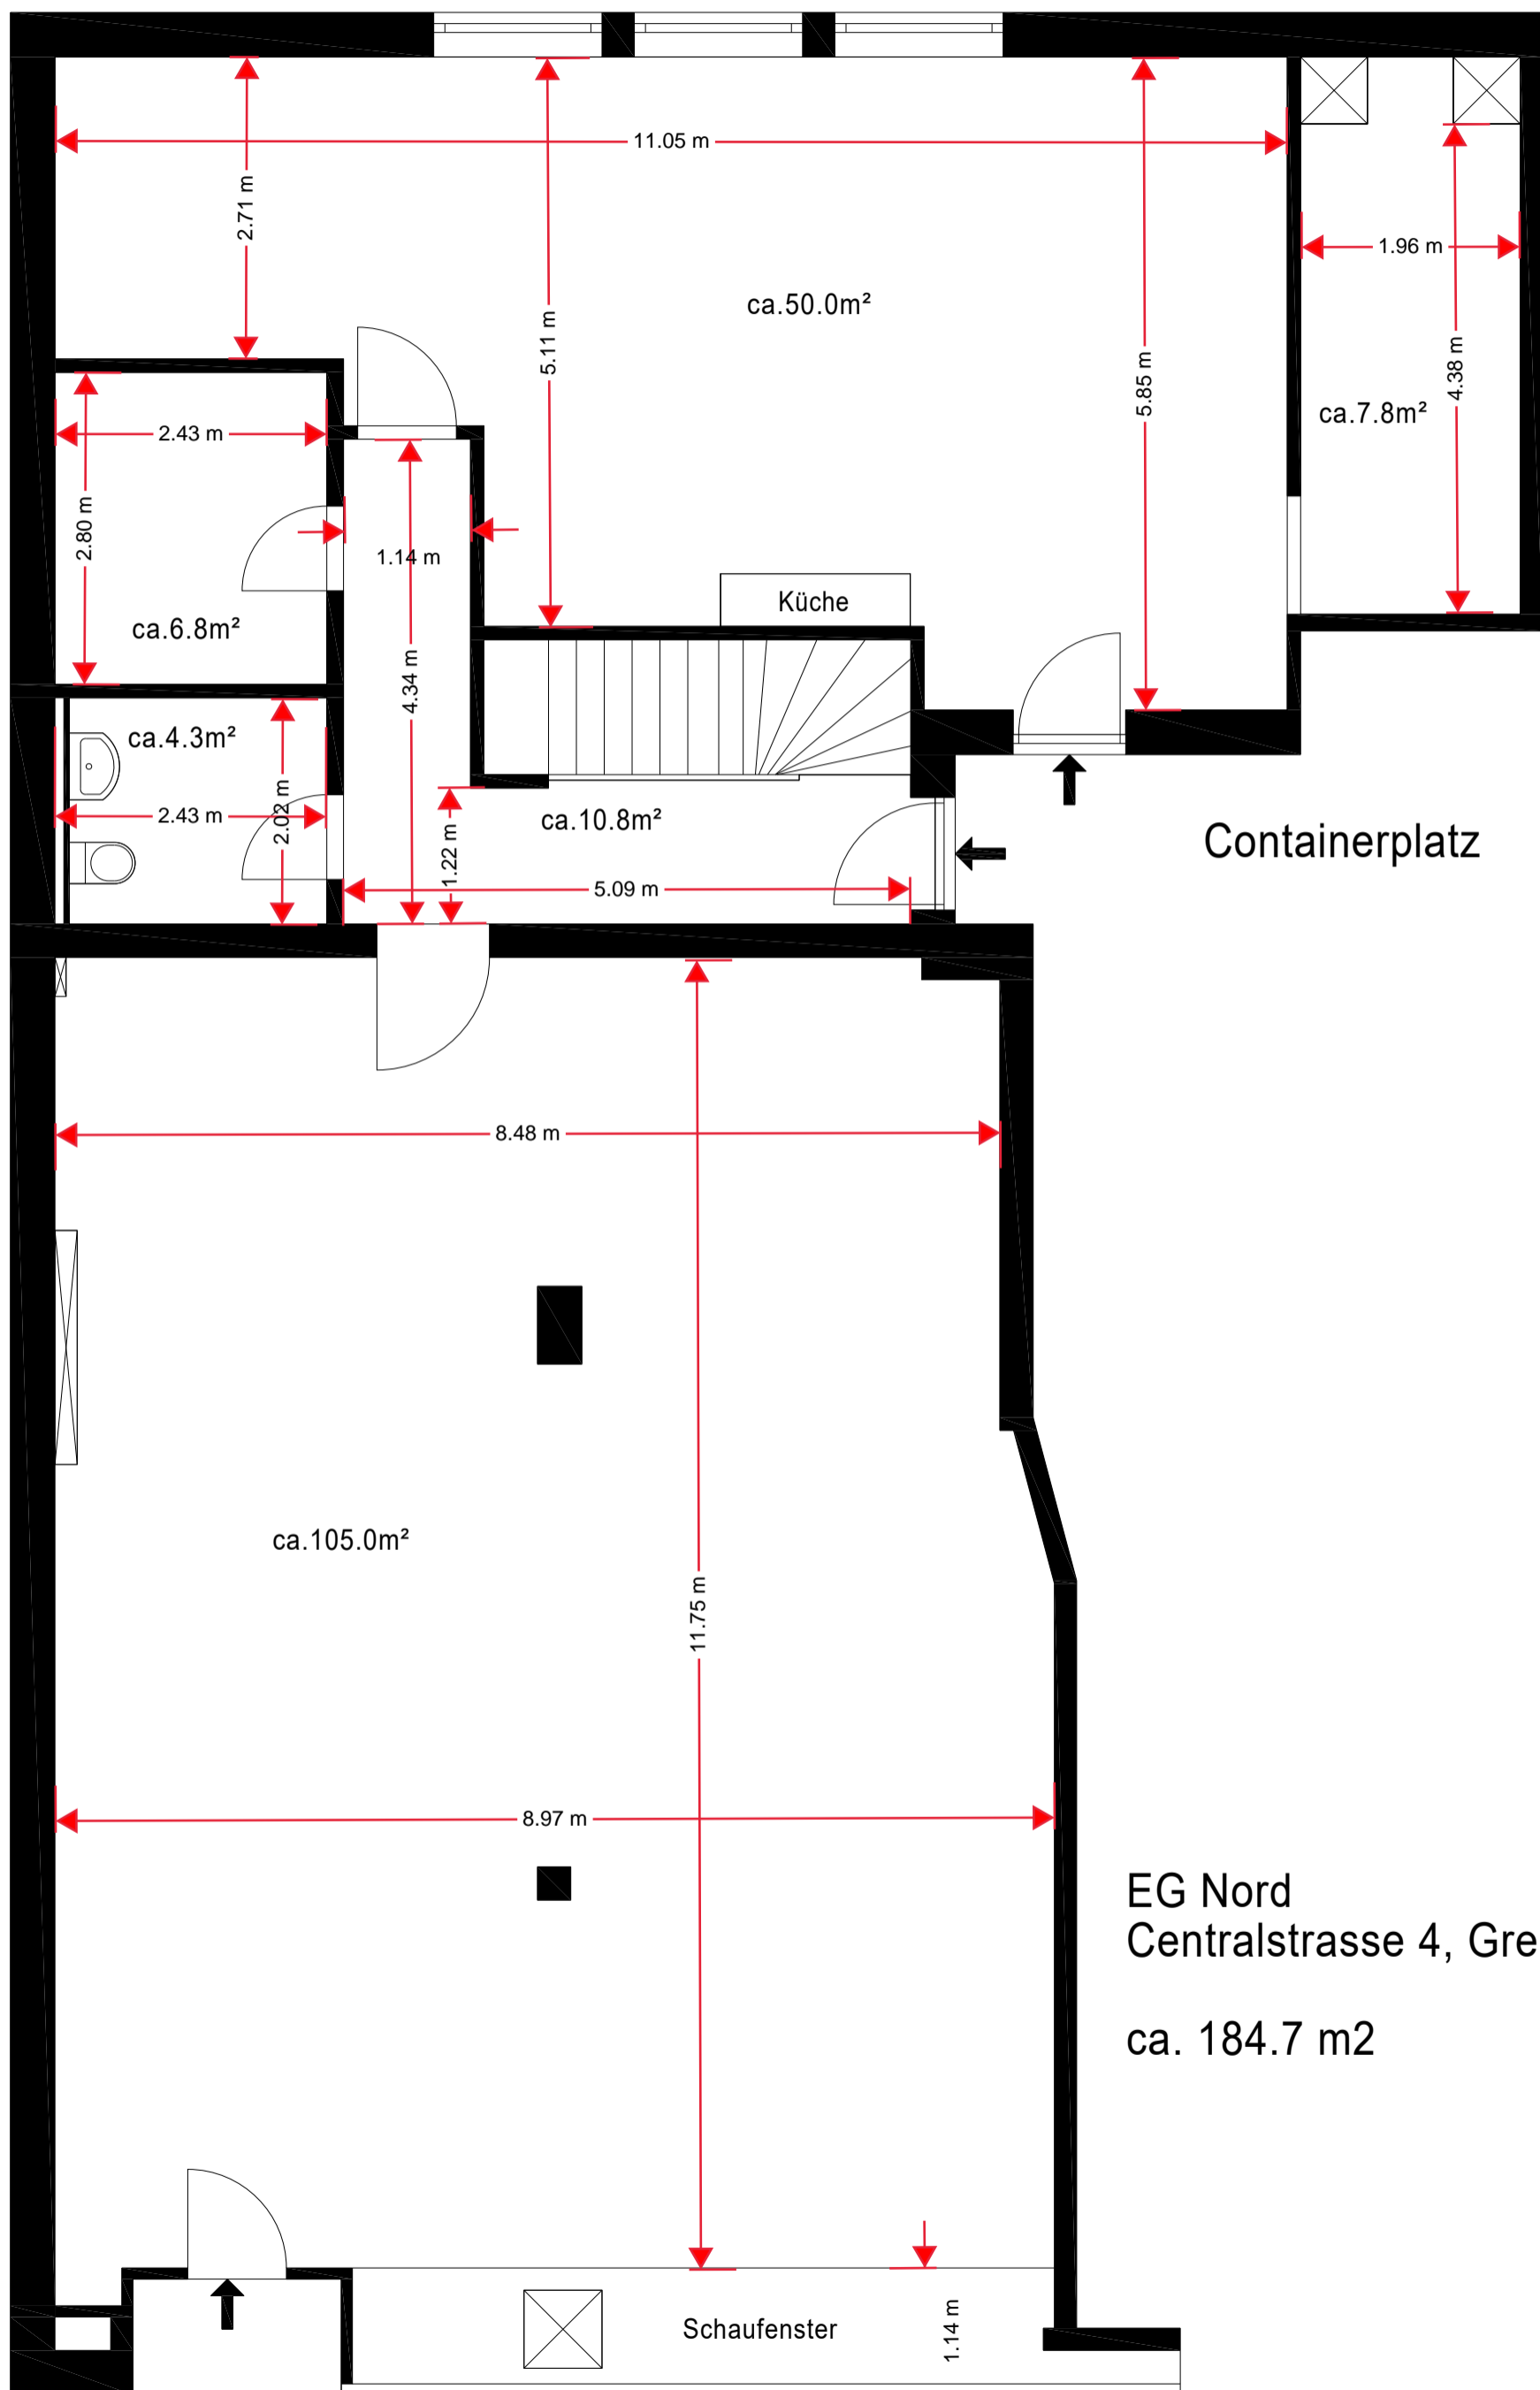 11.05 m
2.71 m
1.96 m
ca.50.0m²
5.11 m
5.85 m
4.38 m
ca.7.8m²
2.43 m
2.80 m
1.14 m
Küche
ca.6.8m²
4.34 m
ca.4.3m²
2.43 m
2.02 m
ca.10.8m²
1.22 m
Containerplatz
5.09 m
8.48 m
ca.105.0m²
11.75 m
8.97 m
EG Nord
Centralstrasse 4, Gre
ca. 184.7 m2
Schaufenster
1.14 m